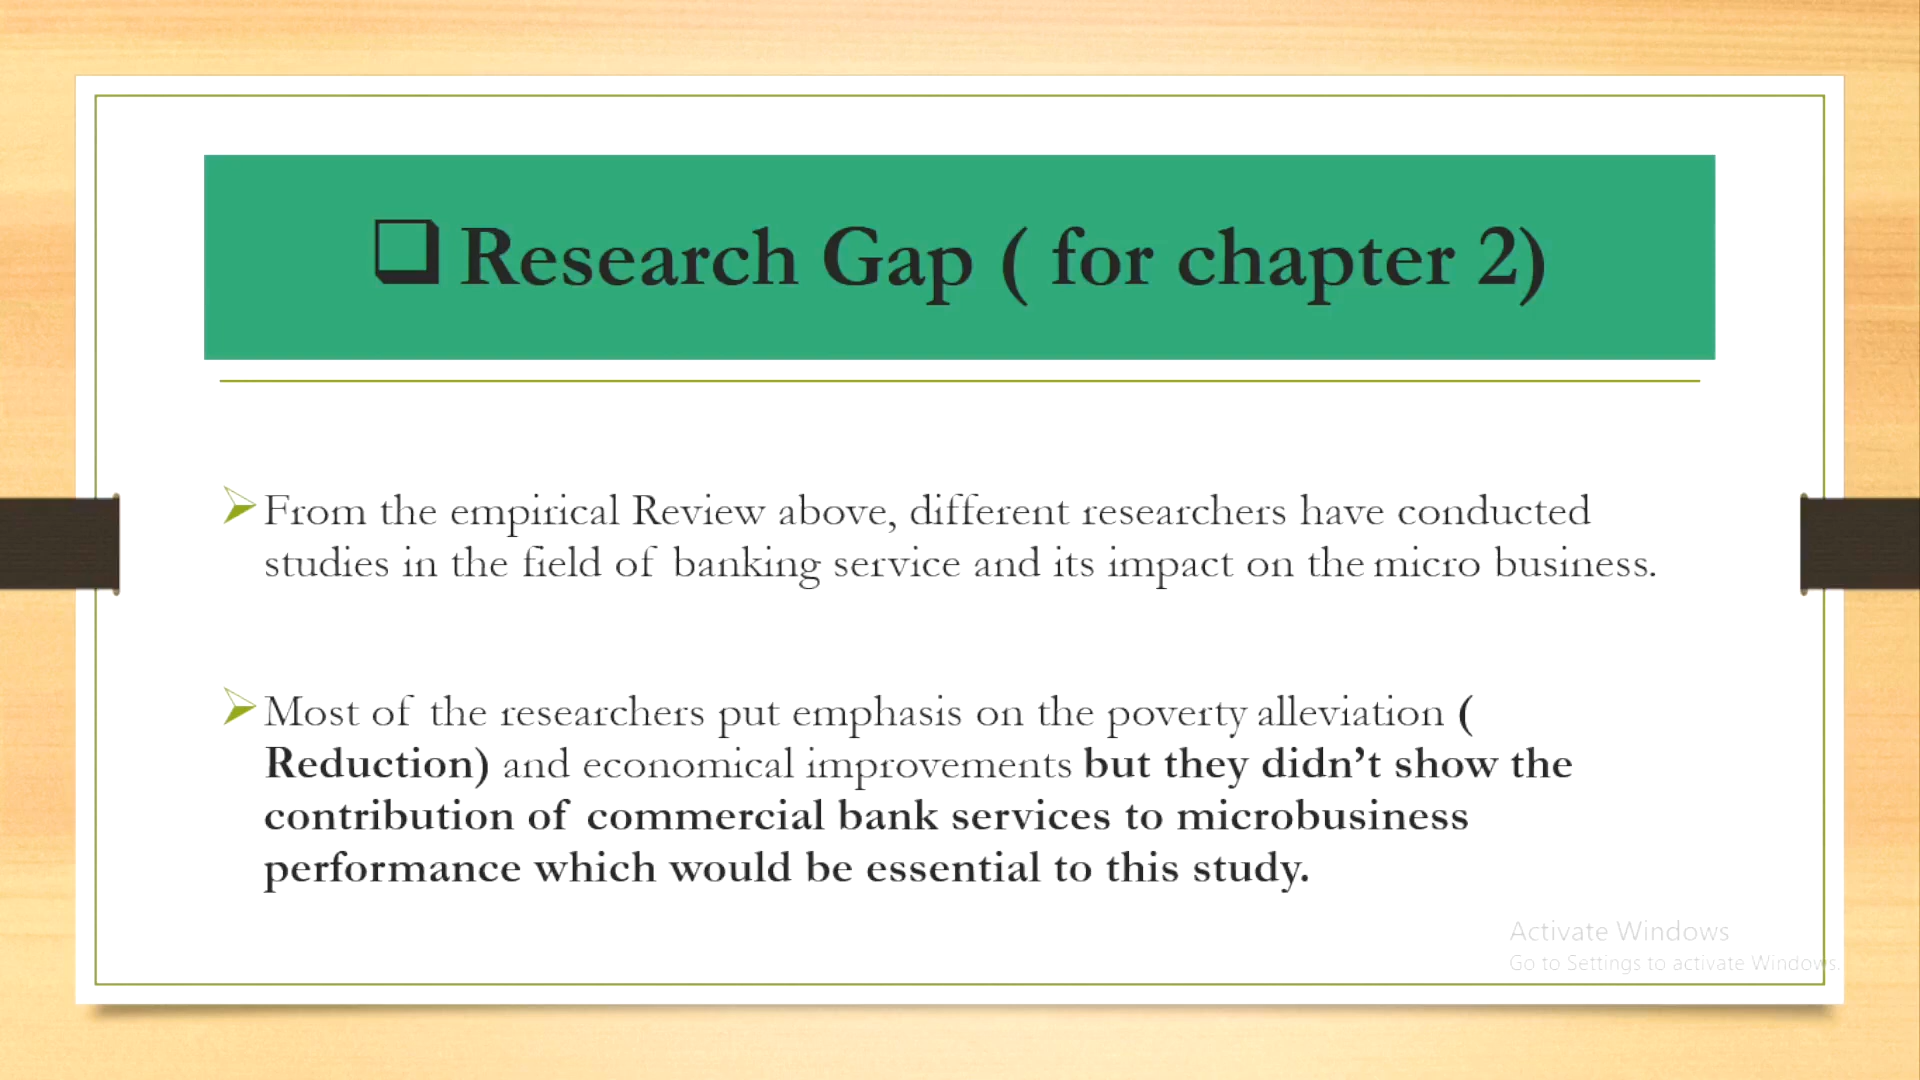 ❑ Research Gap ( for chapter 2)
➢From the empirical Review above, different researchers have conducted
studies in the field of banking service and its impact on the micro business.
➢Most of the researchers put emphasis on the poverty alleviation (
Reduction) and economical improvements but they didn’t show the
contribution of commercial bank services to microbusiness
performance which would be essential to this study.
Activate Windows
Go to Settings to activate Windows.